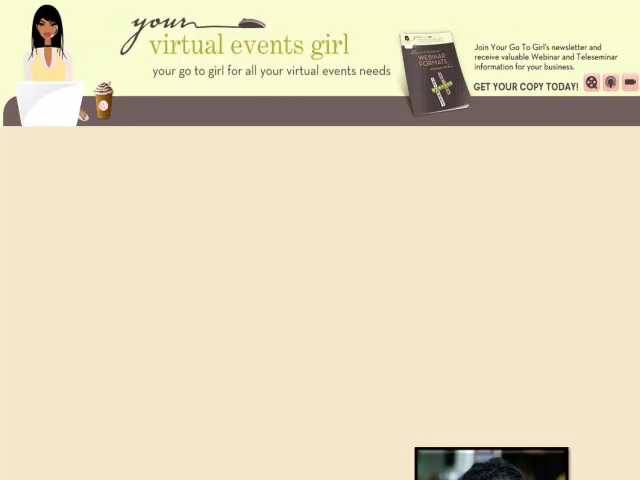 your
virtual events girl
your go to girl for all your virtual events needs
WEBINAR
FORMATS
Join Your Go To Girl's newsletter and
receive valuable Webinar and Teleseminar
information for your business.
GET YOUR COPY TODAY!